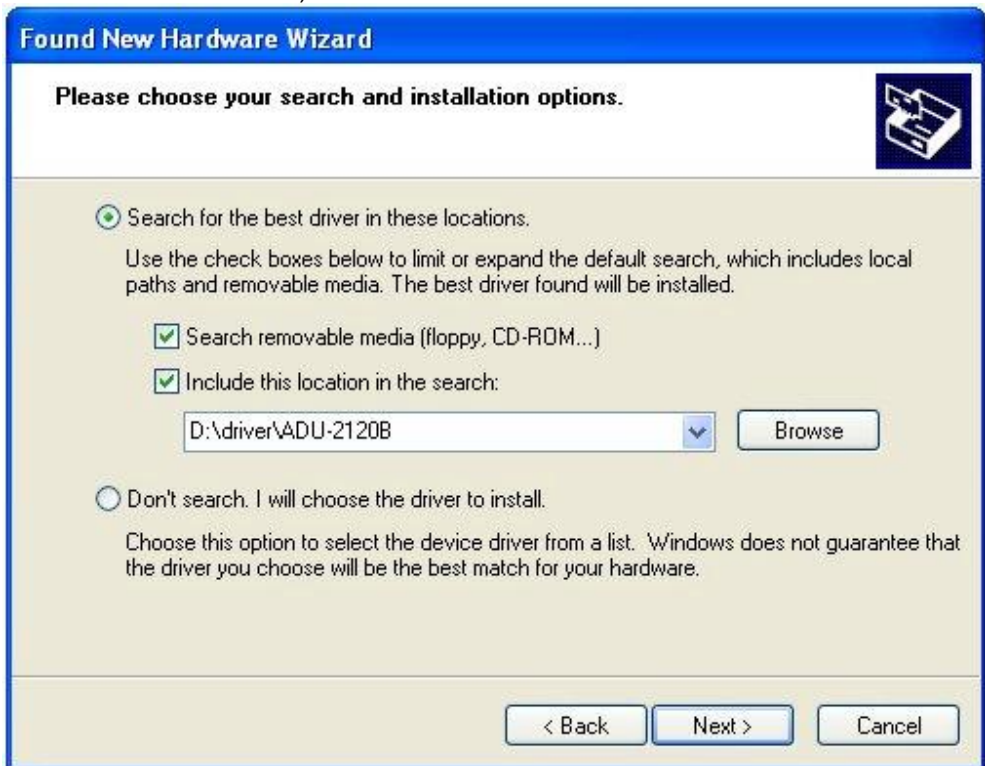 Found New Hardware Wizard
Please choose your search and installation options.
Search for the best driver in these locations.
Use the check boxes below to limit or expand the default search, which includes local
paths and removable media. The best driver found will be installed.
Search removable media (floppy, CD-ROM...)
Include this location in the search:
D:\driver\ADU-2120B
Browse
Don't search. I will choose the driver to install.
Choose this option to select the device driver from a list.  Windows does not guarantee that
the driver you choose will be the best match for your hardware.
< Back
Next >
Cancel